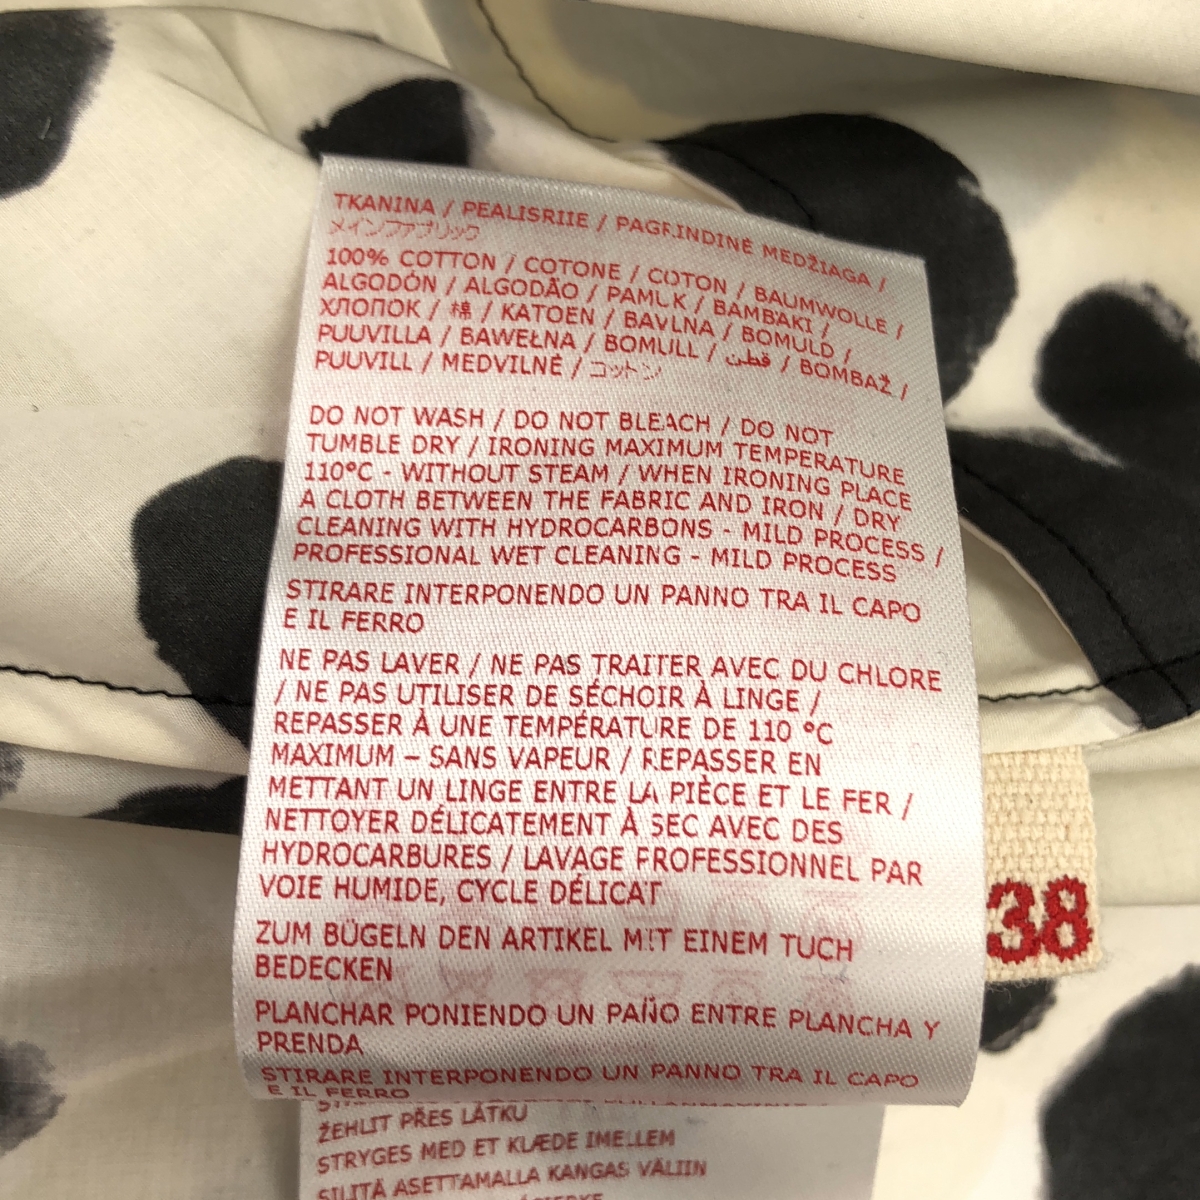 TKANINA / PEALISRIIE / PAGRINDINĖ MEDŽIAGA /
メインファブリック
100% COTTON / COTONE / COTON / BAUMWOLLE /
ALGODÓN / ALGODÃO / PAMUK / ΒΑΜΒΑΚΙ /
ХЛОПОК / 棉 / KATOEN / BAVLNA / BOMULD /
PUUVILLA / BAWEŁNA / BOMULL / قطن / BOMBAŽ /
PUUVILL / MEDVILNĖ / コットン
DO NOT WASH / DO NOT BLEACH / DO NOT
TUMBLE DRY / IRONING MAXIMUM TEMPERATURE
110°C - WITHOUT STEAM / WHEN IRONING PLACE
A CLOTH BETWEEN THE FABRIC AND IRON / DRY
CLEANING WITH HYDROCARBONS - MILD PROCESS /
PROFESSIONAL WET CLEANING - MILD PROCESS
STIRARE INTERPONENDO UN PANNO TRA IL CAPO
E IL FERRO
NE PAS LAVER / NE PAS TRAITER AVEC DU CHLORE
/ NE PAS UTILISER DE SÉCHOIR À LINGE /
REPASSER À UNE TEMPÉRATURE DE 110 °C
MAXIMUM – SANS VAPEUR / REPASSER EN
METTANT UN LINGE ENTRE LA PIÈCE ET LE FER /
NETTOYER DÉLICATEMENT À SEC AVEC DES
HYDROCARBURES / LAVAGE PROFESSIONNEL PAR
VOIE HUMIDE, CYCLE DÉLICAT
38
ZUM BÜGELN DEN ARTIKEL MIT EINEM TUCH
BEDECKEN
PLANCHAR PONIENDO UN PAÑO ENTRE PLANCHA Y
PRENDA
STIRARE INTERPONENDO UN PANNO TRA IL CAPO
E IL FERRO
ŽEHLIT PŘES LÁTKU
STRYGES MED ET KLÆDE IMELLEM
SILITÄ ASETTAMALLA KANGAS VÄLIIN